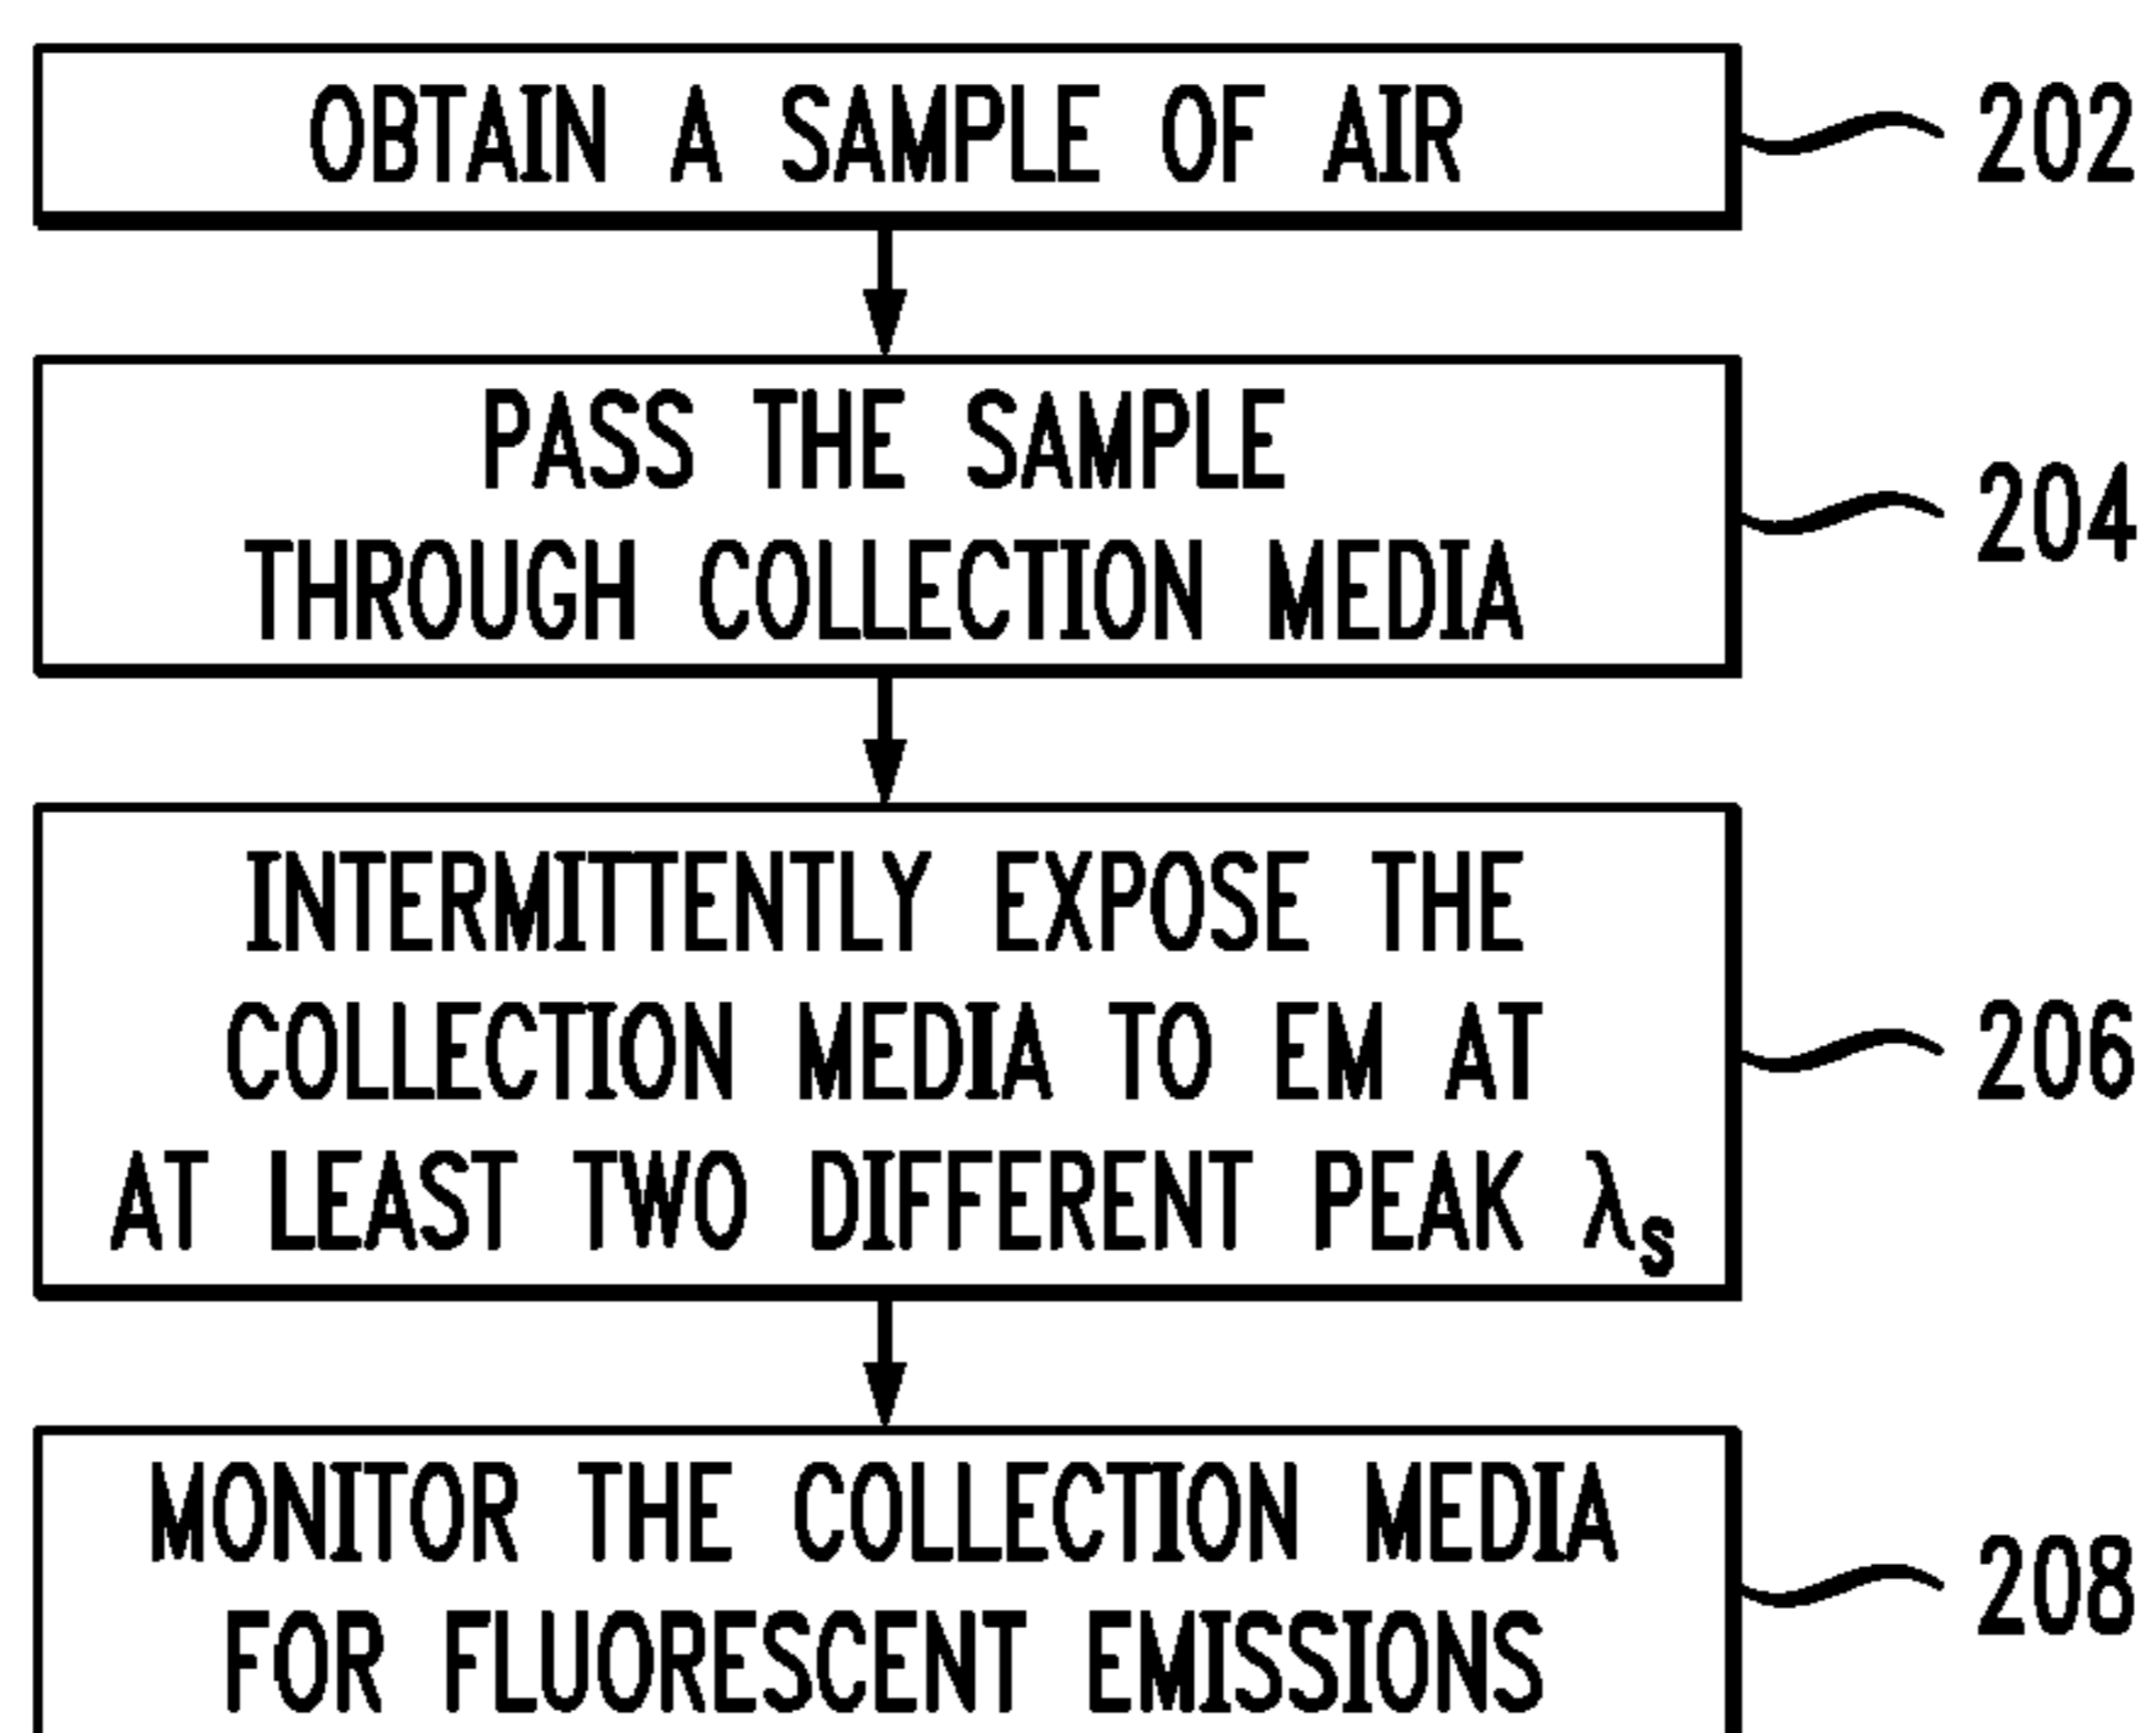 OBTAIN A SAMPLE OF AIR
202
PASS THE SAMPLE
THROUGH COLLECTION MEDIA
204
INTERMITTENTLY EXPOSE THE
COLLECTION MEDIA TO EM AT
AT LEAST TWO DIFFERENT PEAK λs
206
MONITOR THE COLLECTION MEDIA
FOR FLUORESCENT EMISSIONS
208